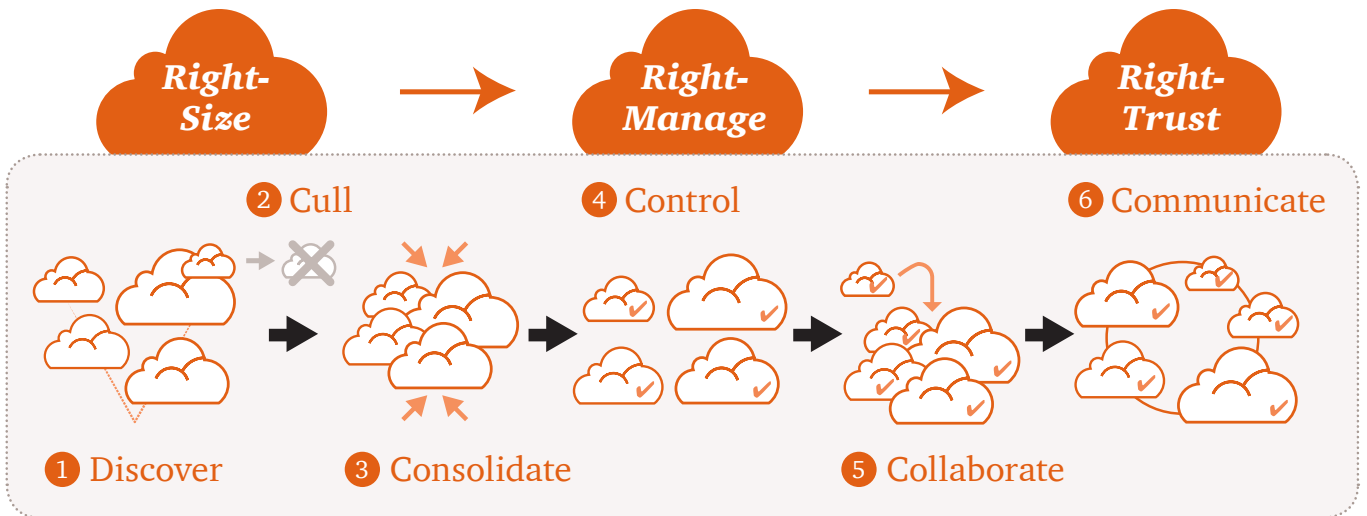 Right-
Size
Right-
Manage
Right-
Trust
2 Cull
4 Control
6 Communicate
1 Discover
3 Consolidate
5 Collaborate